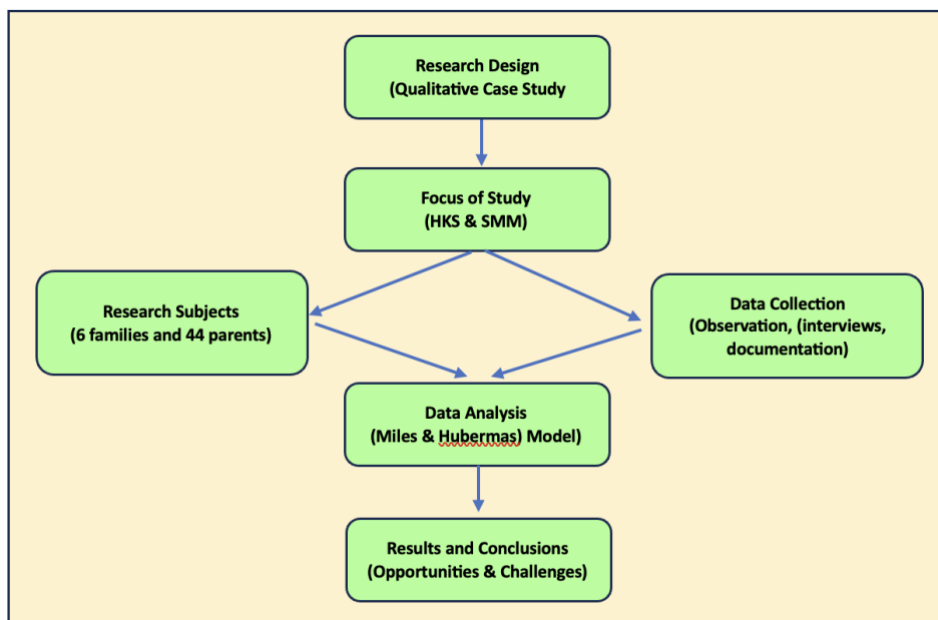 Research Design
(Qualitative Case Study
Focus of Study
(HKS & SMM)
Research Subjects
(6 families and 44 parents)
Data Collection
(Observation, (interviews,
documentation)
Data Analysis
(Miles & Hubermas) Model)
Results and Conclusions
(Opportunities & Challenges)